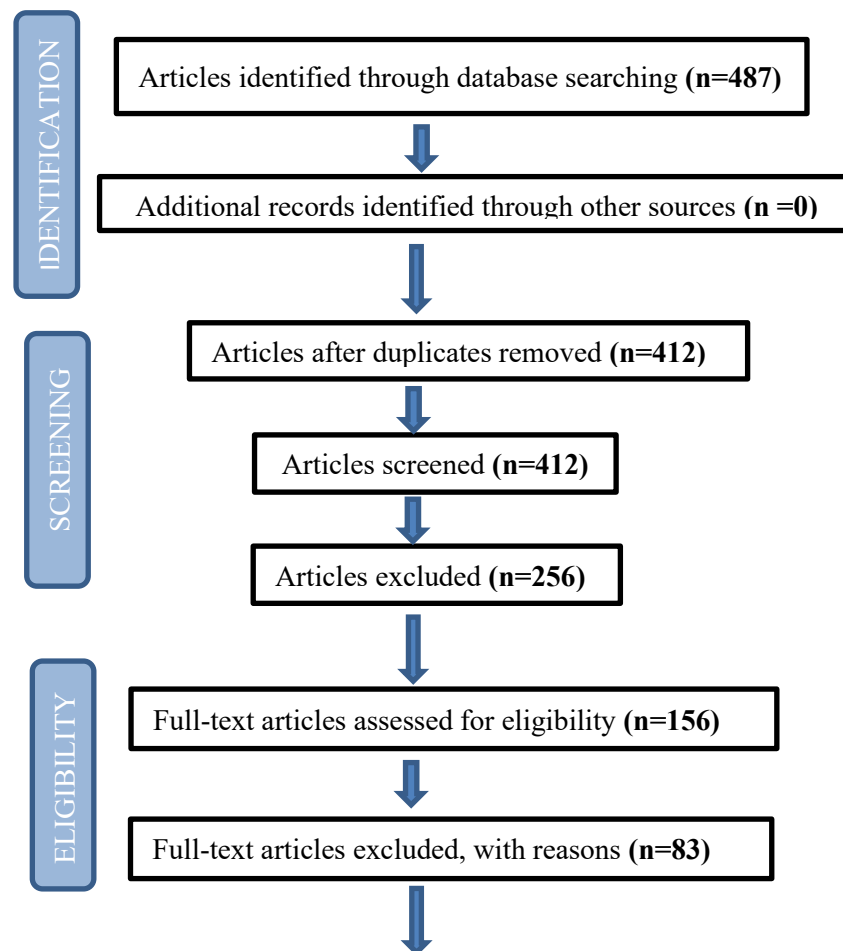 IDENTIFICATION
Articles identified through database searching (n=487)
Additional records identified through other sources (n =0)
SCREENING
Articles after duplicates removed (n=412)
Articles screened (n=412)
Articles excluded (n=256)
ELIGIBILITY
Full-text articles assessed for eligibility (n=156)
Full-text articles excluded, with reasons (n=83)